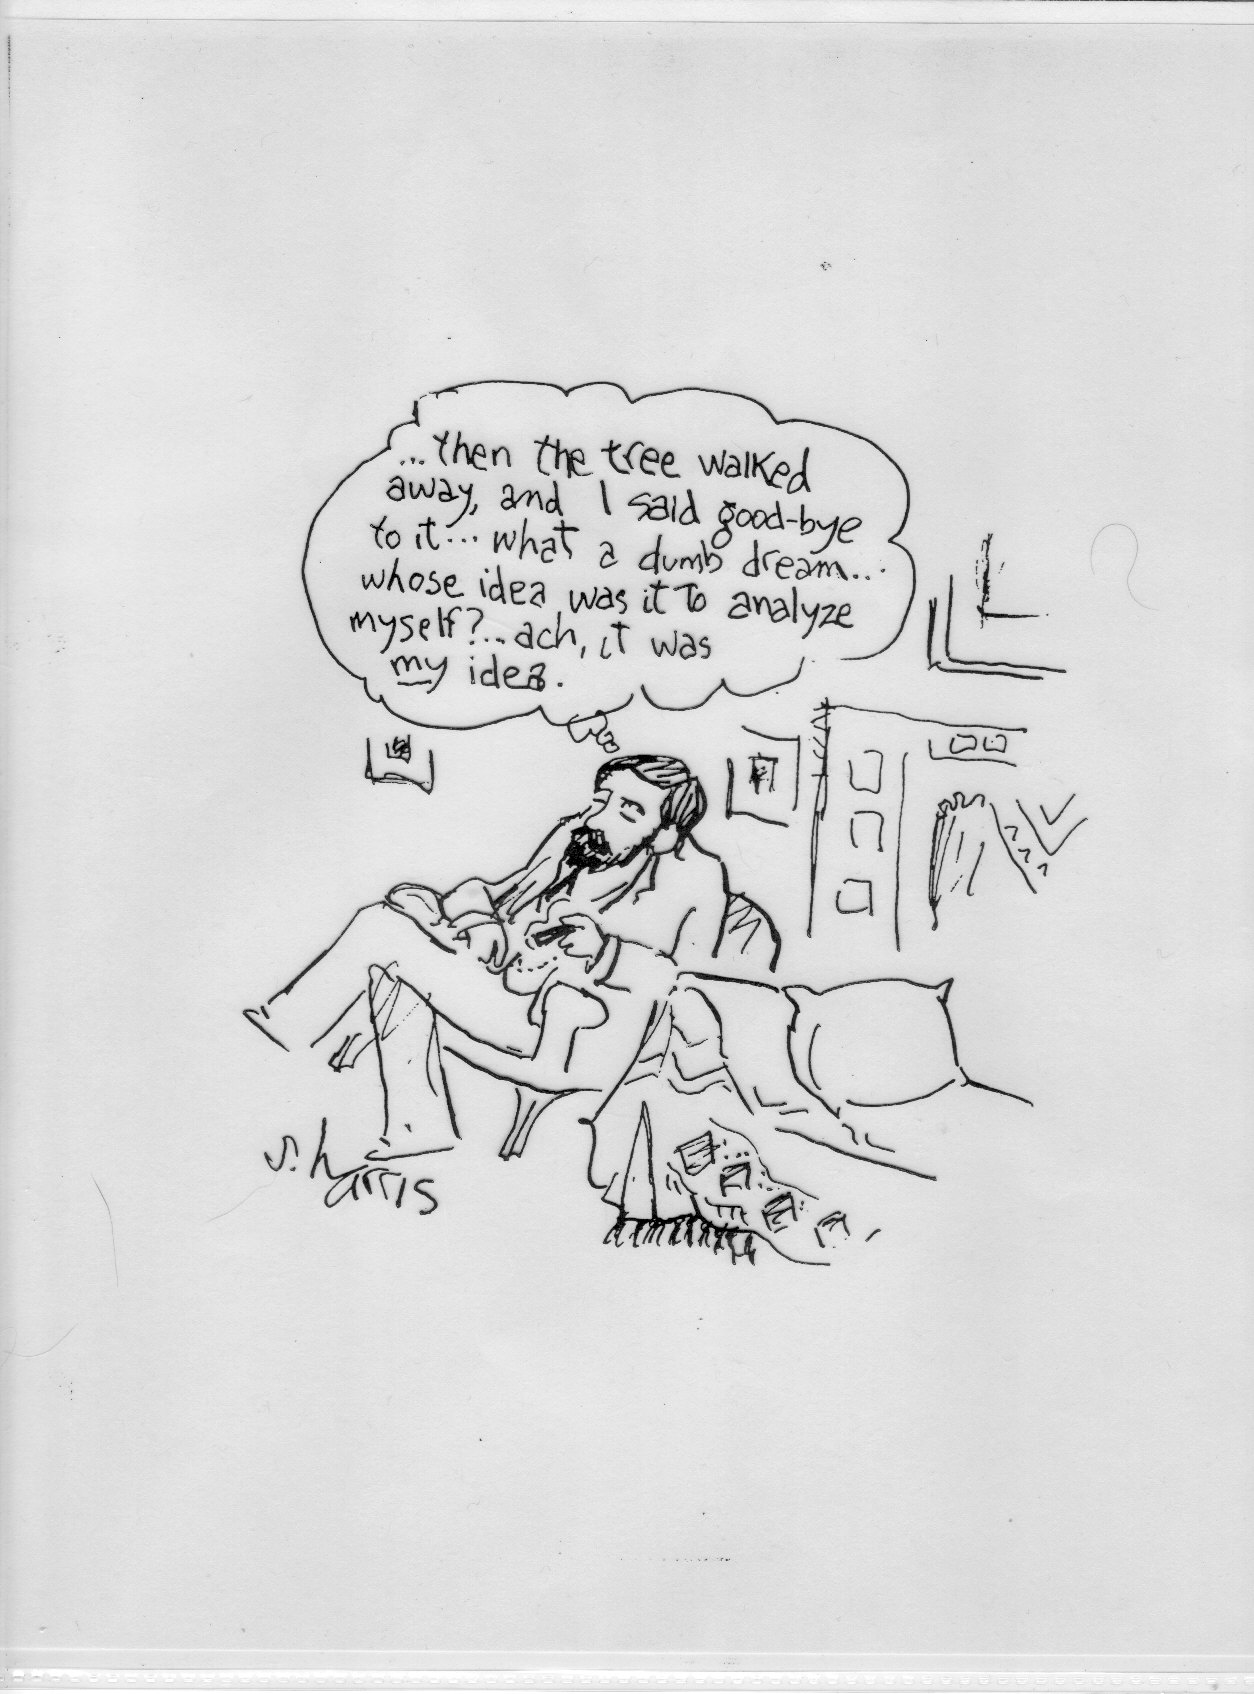 ...then the tree walked
away, and I said good-bye
to it... what a dumb dream...
whose idea was it to analyze
myself?... ach, it was
my idea.
S. Harris